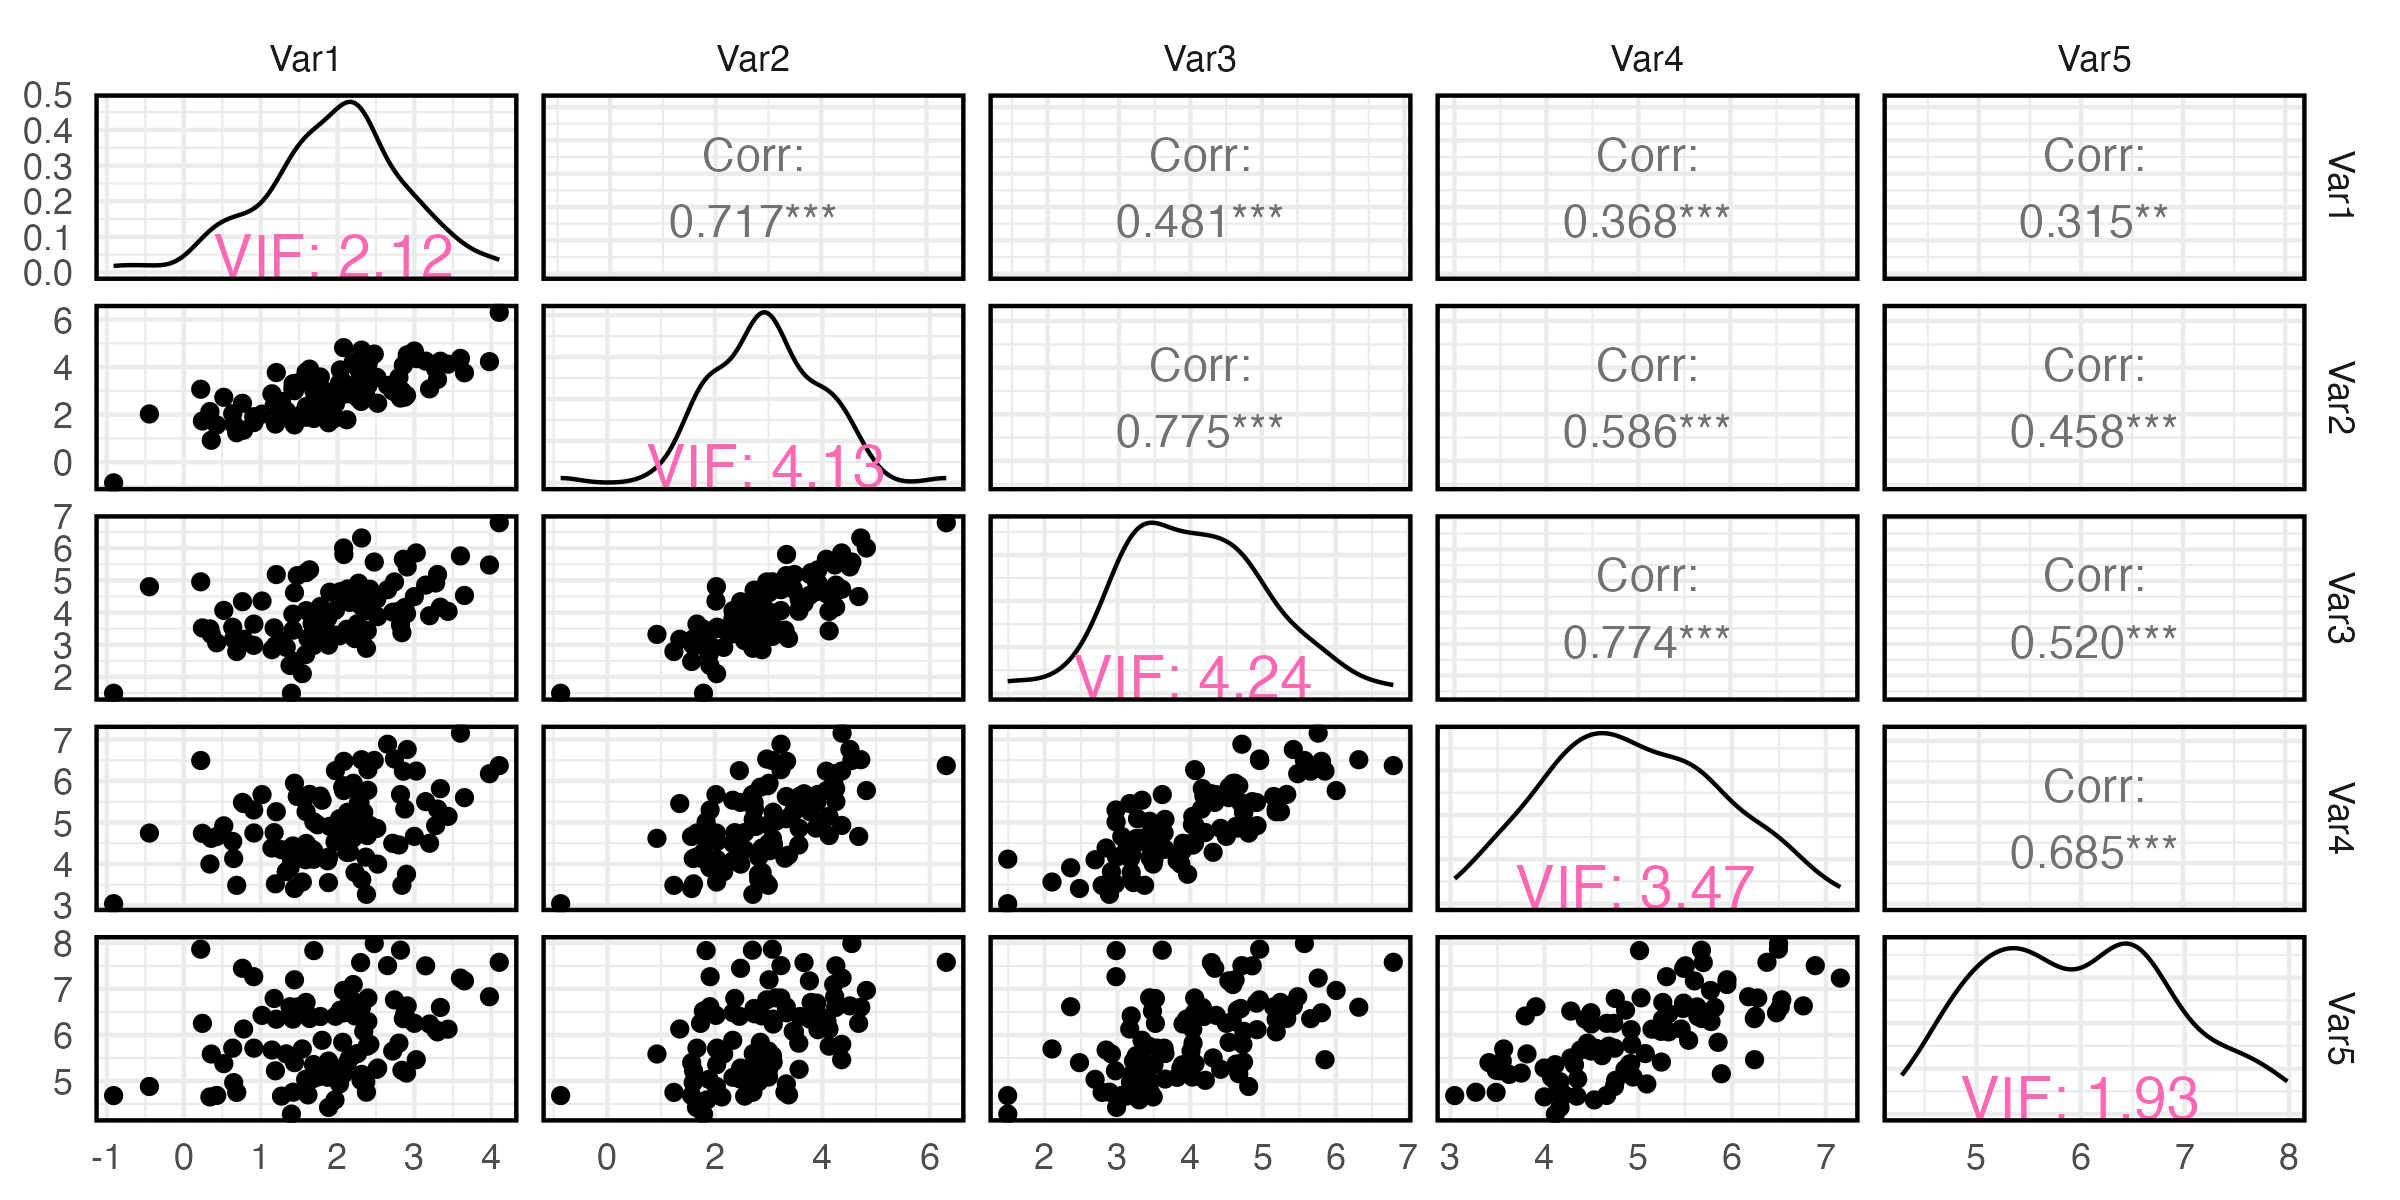 Var1 Var2 Var3 Var4 Var5
0.5
0.4
0.3
0.2
0.1
0.0
VIF: 2.12
Corr:
0.717***
Corr:
0.481***
Corr:
0.368***
Corr:
0.315**
Var1
6
4
2
0
VIF: 4.13
Corr:
0.775***
Corr:
0.586***
Corr:
0.458***
Var2
7
6
5
4
3
2
VIF: 4.24
Corr:
0.774***
Corr:
0.520***
Var3
7
6
5
4
3
VIF: 3.47
Corr:
0.685***
Var4
8
7
6
5
VIF: 1.93
Var5
-1 0 1 2 3 4
0 2 4 6
2 3 4 5 6 7
3 4 5 6 7
5 6 7 8